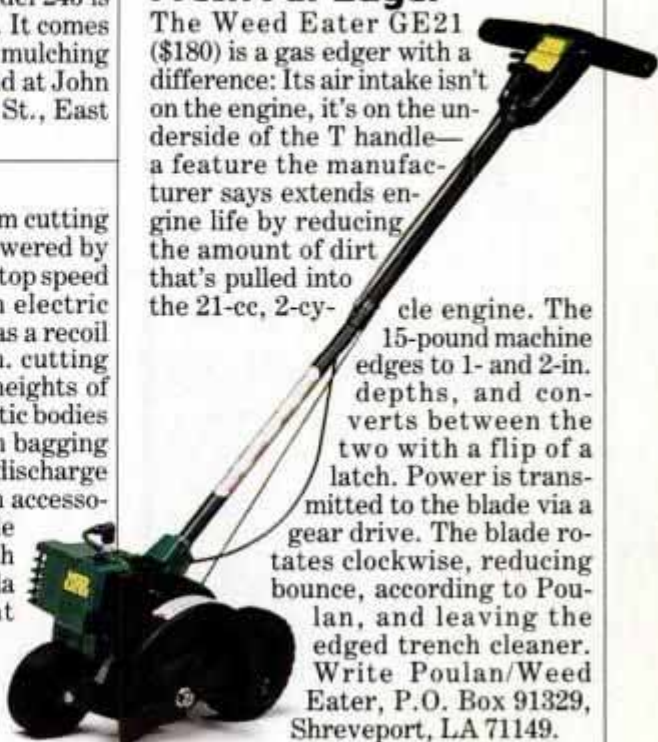 . It comes
mulching
d at John
St., East
m cutting
wered by
top speed
n electric
as a recoil
n. cutting
heights of
tic bodies
n bagging
discharge
n accesso-
The Weed Eater GE21
($180) is a gas edger with a
difference: Its air intake isn't
on the engine, it's on the un-
derside of the T handle—
a feature the manufac-
turer says extends en-
gine life by reducing
the amount of dirt
that's pulled into
the 21-cc, 2-cy-
cle engine. The
15-pound machine
edges to 1- and 2-in.
depths, and con-
verts between the
two with a flip of a
latch. Power is trans-
mitted to the blade via a
gear drive. The blade ro-
tates clockwise, reducing
bounce, according to Pou-
lan, and leaving the
edged trench cleaner.
Write Poulan/Weed
Eater, P.O. Box 91329,
Shreveport, LA 71149.